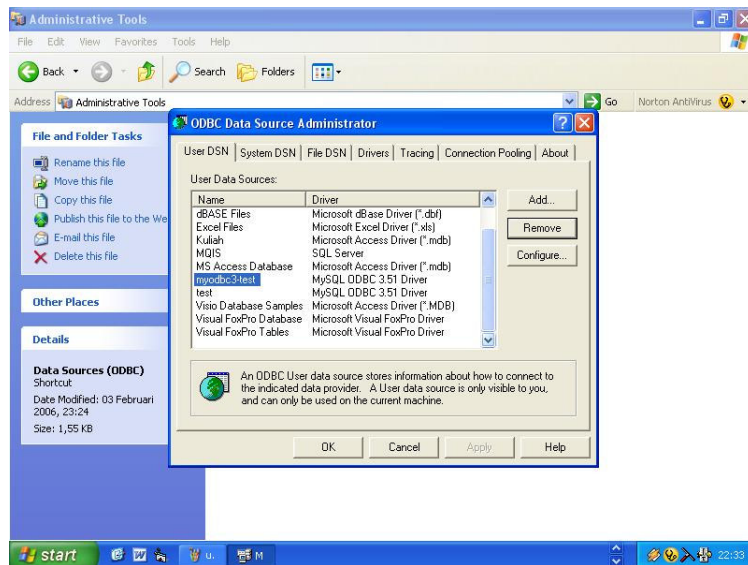 Administrative Tools
File Edit View Favorites Tools Help
Back Search Folders
Address Administrative Tools Go Norton AntiVirus
File and Folder Tasks
Rename this file
Move this file
Copy this file
Publish this file to the We
E-mail this file
Delete this file
Other Places
Details
Data Sources (ODBC)
Shortcut
Date Modified: 03 Februari
2006, 23:24
Size: 1,55 KB
ODBC Data Source Administrator
User DSN System DSN File DSN Drivers Tracing Connection Pooling About
User Data Sources:
Name Driver
dBASE Files Microsoft dBase Driver (*.dbf)
Excel Files Microsoft Excel Driver (*.xls)
Kuliah Microsoft Access Driver (*.mdb)
MQIS SQL Server
MS Access Database Microsoft Access Driver (*.mdb)
myodbc3-test MySQL ODBC 3.51 Driver
test MySQL ODBC 3.51 Driver
Visio Database Samples Microsoft Access Driver (*.MDB)
Visual FoxPro Database Microsoft Visual FoxPro Driver
Visual FoxPro Tables Microsoft Visual FoxPro Driver
Add...
Remove
Configure...
An ODBC User data source stores information about how to connect to
the indicated data provider. A User data source is only visible to you,
and can only be used on the current machine.
OK Cancel Apply Help
start u. M 22:33